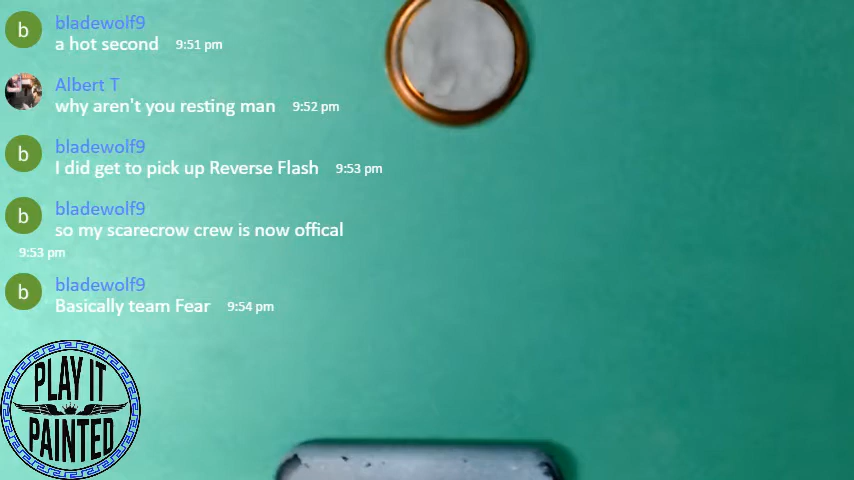 b
bladewolf9
a hot second 9:51 pm
Albert T
why aren't you resting man 9:52 pm
b
bladewolf9
I did get to pick up Reverse Flash 9:53 pm
b
bladewolf9
so my scarecrow crew is now offical
9:53 pm
b
bladewolf9
Basically team Fear 9:54 pm
PLAY IT
PAINTED